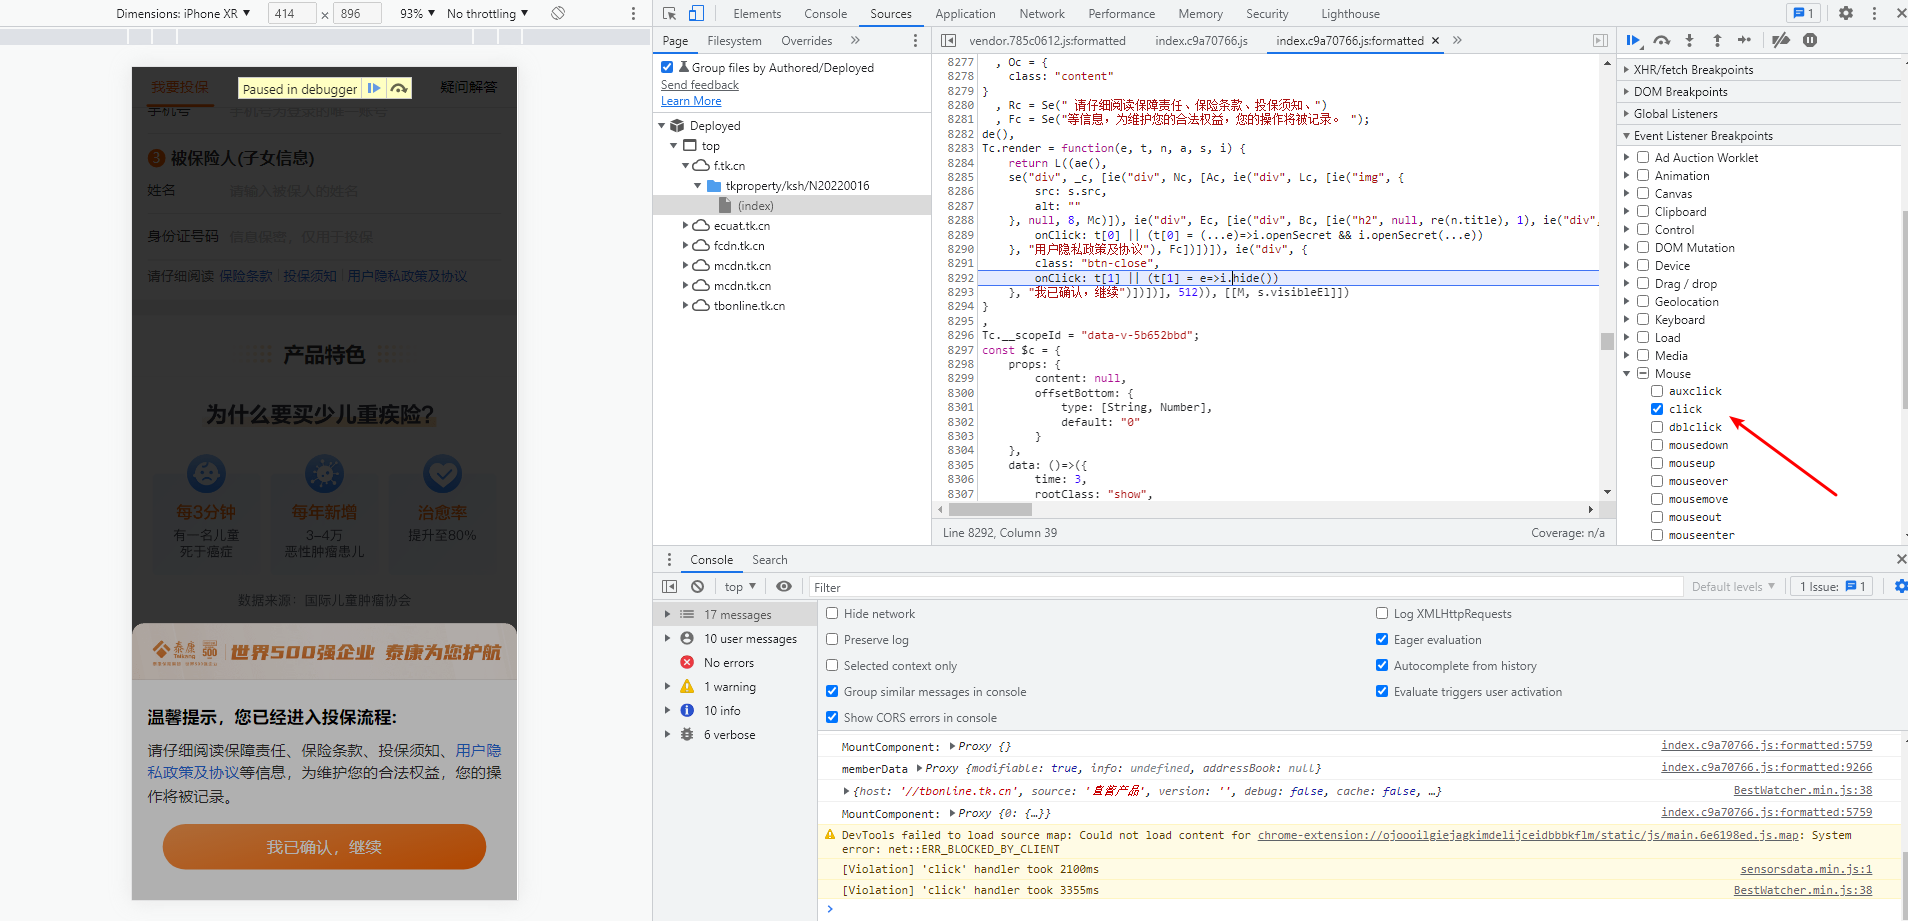 Dimensions: iPhone XR ▼ 414 × 896 93% ▼ No throttling ▼
我要投保
Paused in debugger
疑问解答
手机号 手机号为登录的唯一账号
3 被保险人(子女信息)
姓名 请输入被保人的姓名
身份证号码 信息保密，仅用于投保
请仔细阅读 保险条款 | 投保须知 | 用户隐私政策及协议
产品特色
为什么要买少儿重疾险?
每3分钟 每年新增 治愈率
有一名儿童 3-4万 提升至80%
死于癌症 恶性肿瘤患儿
数据来源：国际儿童肿瘤协会
泰康 Taikang 500 世界500强企业 泰康为您护航
温馨提示，您已经进入投保流程:
请仔细阅读保障责任、保险条款、投保须知、用户隐
私政策及协议等信息，为维护您的合法权益，您的操
作将被记录。
我已确认，继续
Elements Console Sources Application Network Performance Memory Security Lighthouse 1
Page Filesystem Overrides »
Group files by Authored/Deployed
Send feedback
Learn More
Deployed
top
f.tk.cn
tkproperty/ksh/N20220016
(index)
ecuat.tk.cn
fcdn.tk.cn
mcdn.tk.cn
mcdn.tk.cn
tbonline.tk.cn
vendor.785c0612.js:formatted index.c9a70766.js index.c9a70766.js:formatted × »
8277 , Oc = {
8278 class: "content"
8279 }
8280 , Rc = Se(" 请仔细阅读保障责任、保险条款、投保须知、")
8281 , Fc = Se("等信息，为维护您的合法权益，您的操作将被记录。 ");
8282 de(),
8283 Tc.render = function(e, t, n, a, s, i) {
8284 return L((ae(),
8285 se("div", _c, [ie("div", Nc, [Ac, ie("div", Lc, [ie("img", {
8286 src: s.src,
8287 alt: ""
8288 }, null, 8, Mc)]), ie("div", Ec, [ie("div", Bc, [ie("h2", null, re(n.title), 1), ie("div",
8289 onClick: t[0] || (t[0] = (...e)=>i.openSecret && i.openSecret(...e))
8290 }, "用户隐私政策及协议"), Fc])])]), ie("div", {
8291 class: "btn-close",
8292 onClick: t[1] || (t[1] = e=>i.hide())
8293 }, "我已确认，继续")])])], 512)), [[M, s.visibleEl]])
8294 }
8295 ,
8296 Tc.__scopeId = "data-v-5b652bbd";
8297 const $c = {
8298 props: {
8299 content: null,
8300 offsetBottom: {
8301 type: [String, Number],
8302 default: "0"
8303 }
8304 },
8305 data: ()=>({
8306 time: 3,
8307 rootClass: "show",
Line 8292, Column 39 Coverage: n/a
XHR/fetch Breakpoints
DOM Breakpoints
Global Listeners
Event Listener Breakpoints
Ad Auction Worklet
Animation
Canvas
Clipboard
Control
DOM Mutation
Device
Drag / drop
Geolocation
Keyboard
Load
Media
Mouse
auxclick
click
dblclick
mousedown
mouseup
mouseover
mousemove
mouseout
mouseenter
Console Search
top ▼ Filter Default levels ▼ 1 Issue: 1
17 messages
10 user messages
No errors
1 warning
10 info
6 verbose
Hide network Log XMLHttpRequests
Preserve log Eager evaluation
Selected context only Autocomplete from history
Group similar messages in console Evaluate triggers user activation
Show CORS errors in console
MountComponent: ▶Proxy {} index.c9a70766.js:formatted:5759
memberData ▶Proxy {modifiable: true, info: undefined, addressBook: null} index.c9a70766.js:formatted:9266
▶{host: '//tbonline.tk.cn', source: '直营产品', version: '', debug: false, cache: false, …} BestWatcher.min.js:38
MountComponent: ▶Proxy {0: {…}} index.c9a70766.js:formatted:5759
DevTools failed to load source map: Could not load content for chrome-extension://ojoooilgiejagkimdelijceidbbbkflm/static/js/main.6e6198ed.js.map: System
error: net::ERR_BLOCKED_BY_CLIENT
[Violation] 'click' handler took 2100ms sensorsdata.min.js:1
[Violation] 'click' handler took 3355ms BestWatcher.min.js:38